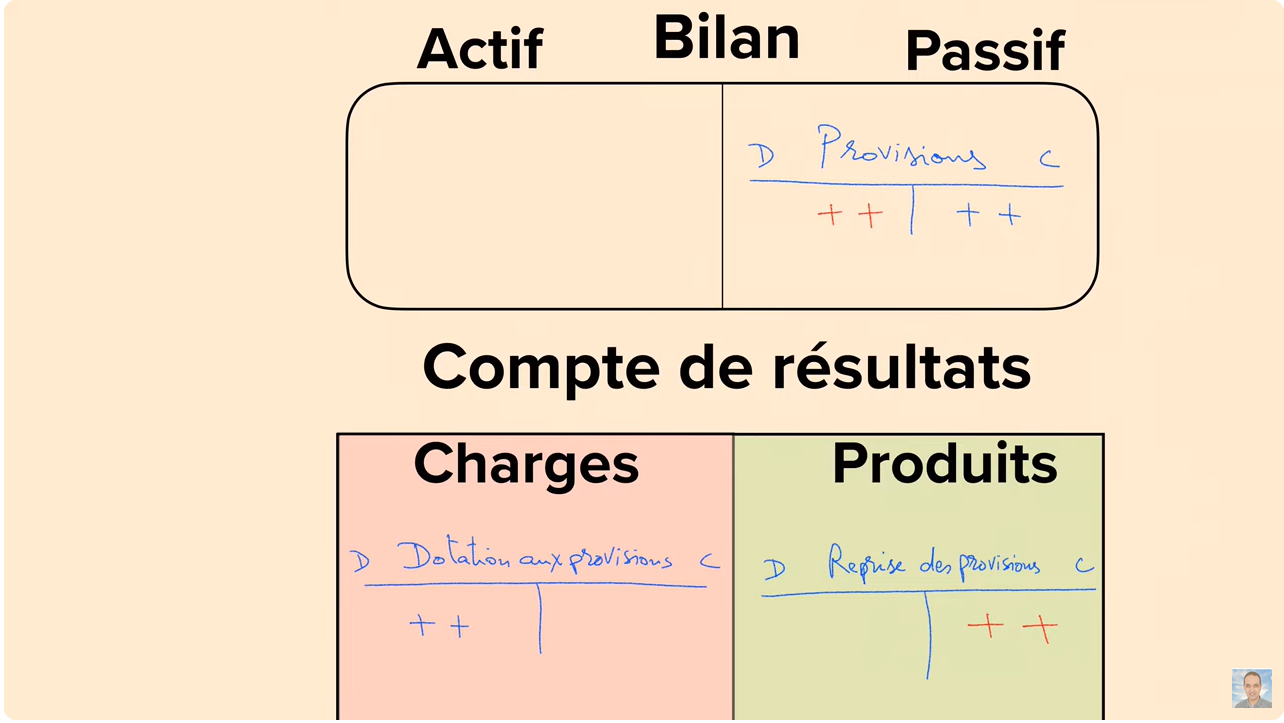 Actif Bilan Passif
D Provisions C
+ + + +
Compte de résultats
Charges Produits
D Dotation aux provisions C D Reprise des provisions C
+ + + +